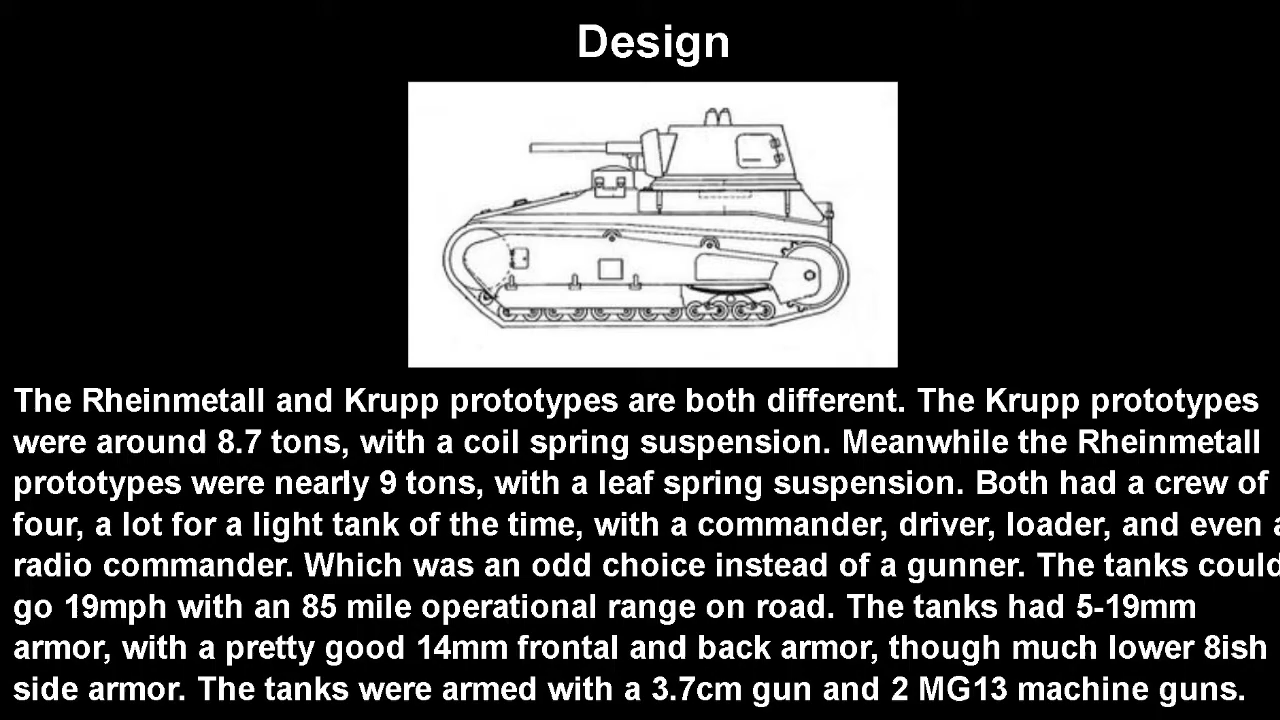 Design
The Rheinmetall and Krupp prototypes are both different. The Krupp prototypes
were around 8.7 tons, with a coil spring suspension. Meanwhile the Rheinmetall
prototypes were nearly 9 tons, with a leaf spring suspension. Both had a crew of
four, a lot for a light tank of the time, with a commander, driver, loader, and even a
radio commander. Which was an odd choice instead of a gunner. The tanks could
go 19mph with an 85 mile operational range on road. The tanks had 5-19mm
armor, with a pretty good 14mm frontal and back armor, though much lower 8ish
side armor. The tanks were armed with a 3.7cm gun and 2 MG13 machine guns.